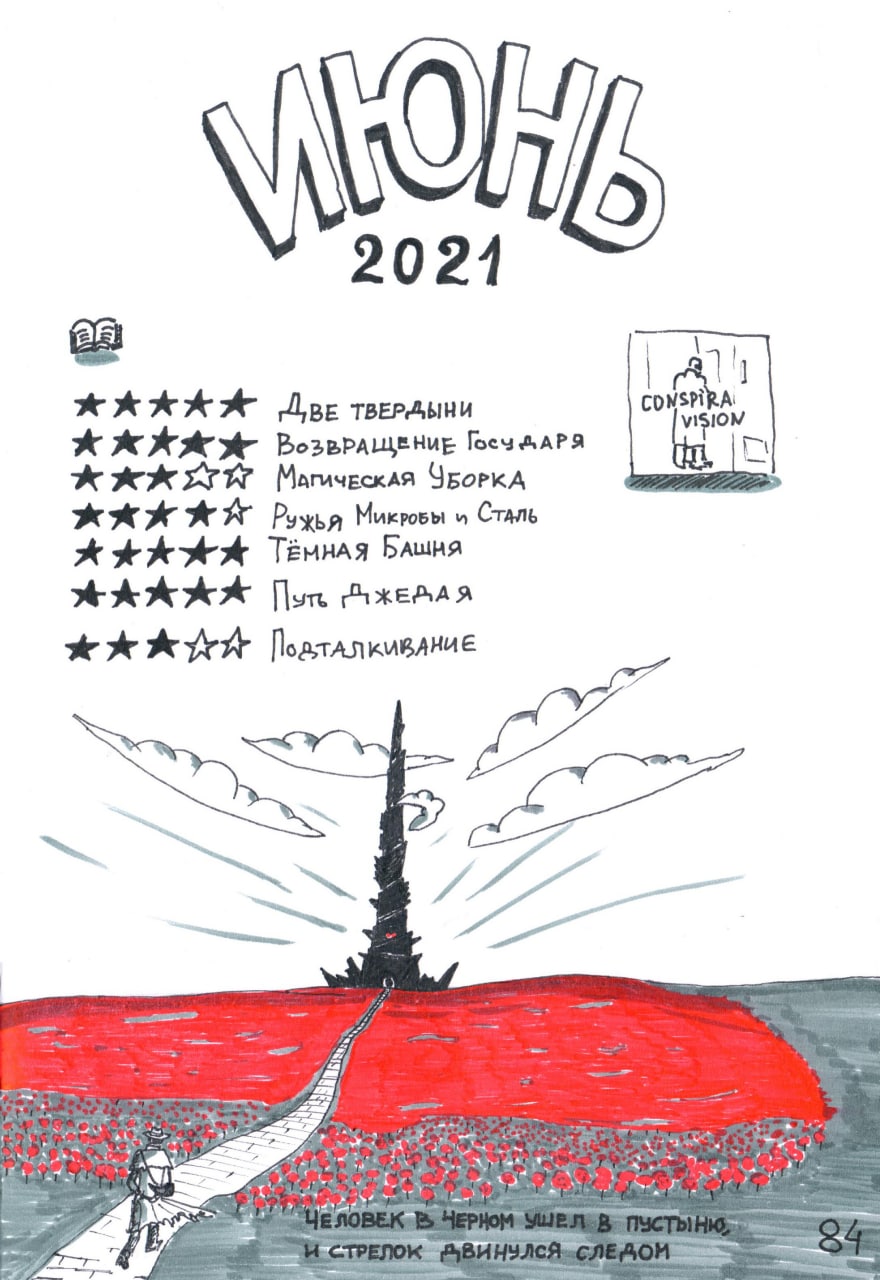 ИЮНЬ
2021
Две твердыни
Возвращение Государя
Магическая Уборка
Ружья Микробы и Сталь
Тёмная Башня
Путь Джедая
Подталкивание
CONSPIRA
VISION
Человек в черном ушел в пустыню,
и стрелок двинулся следом
84